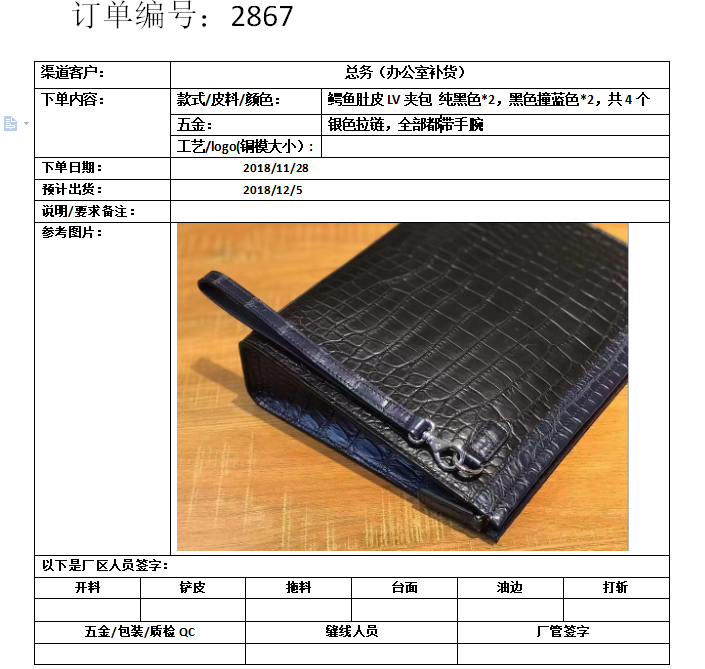 订单编号：2867
渠道客户： 总务（办公室补货）
下单内容： 款式/皮料/颜色： 鳄鱼肚皮 LV 夹包 纯黑色*2，黑色撞蓝色*2，共 4 个
五金： 银色拉链，全部都带手腕
工艺/logo(铜模大小）:
下单日期： 2018/11/28
预计出货： 2018/12/5
说明/要求备注：
参考图片：
以下是厂区人员签字：
开料 铲皮 拖料 台面 油边 打斩
五金/包装/质检 QC 缝线人员 厂管签字